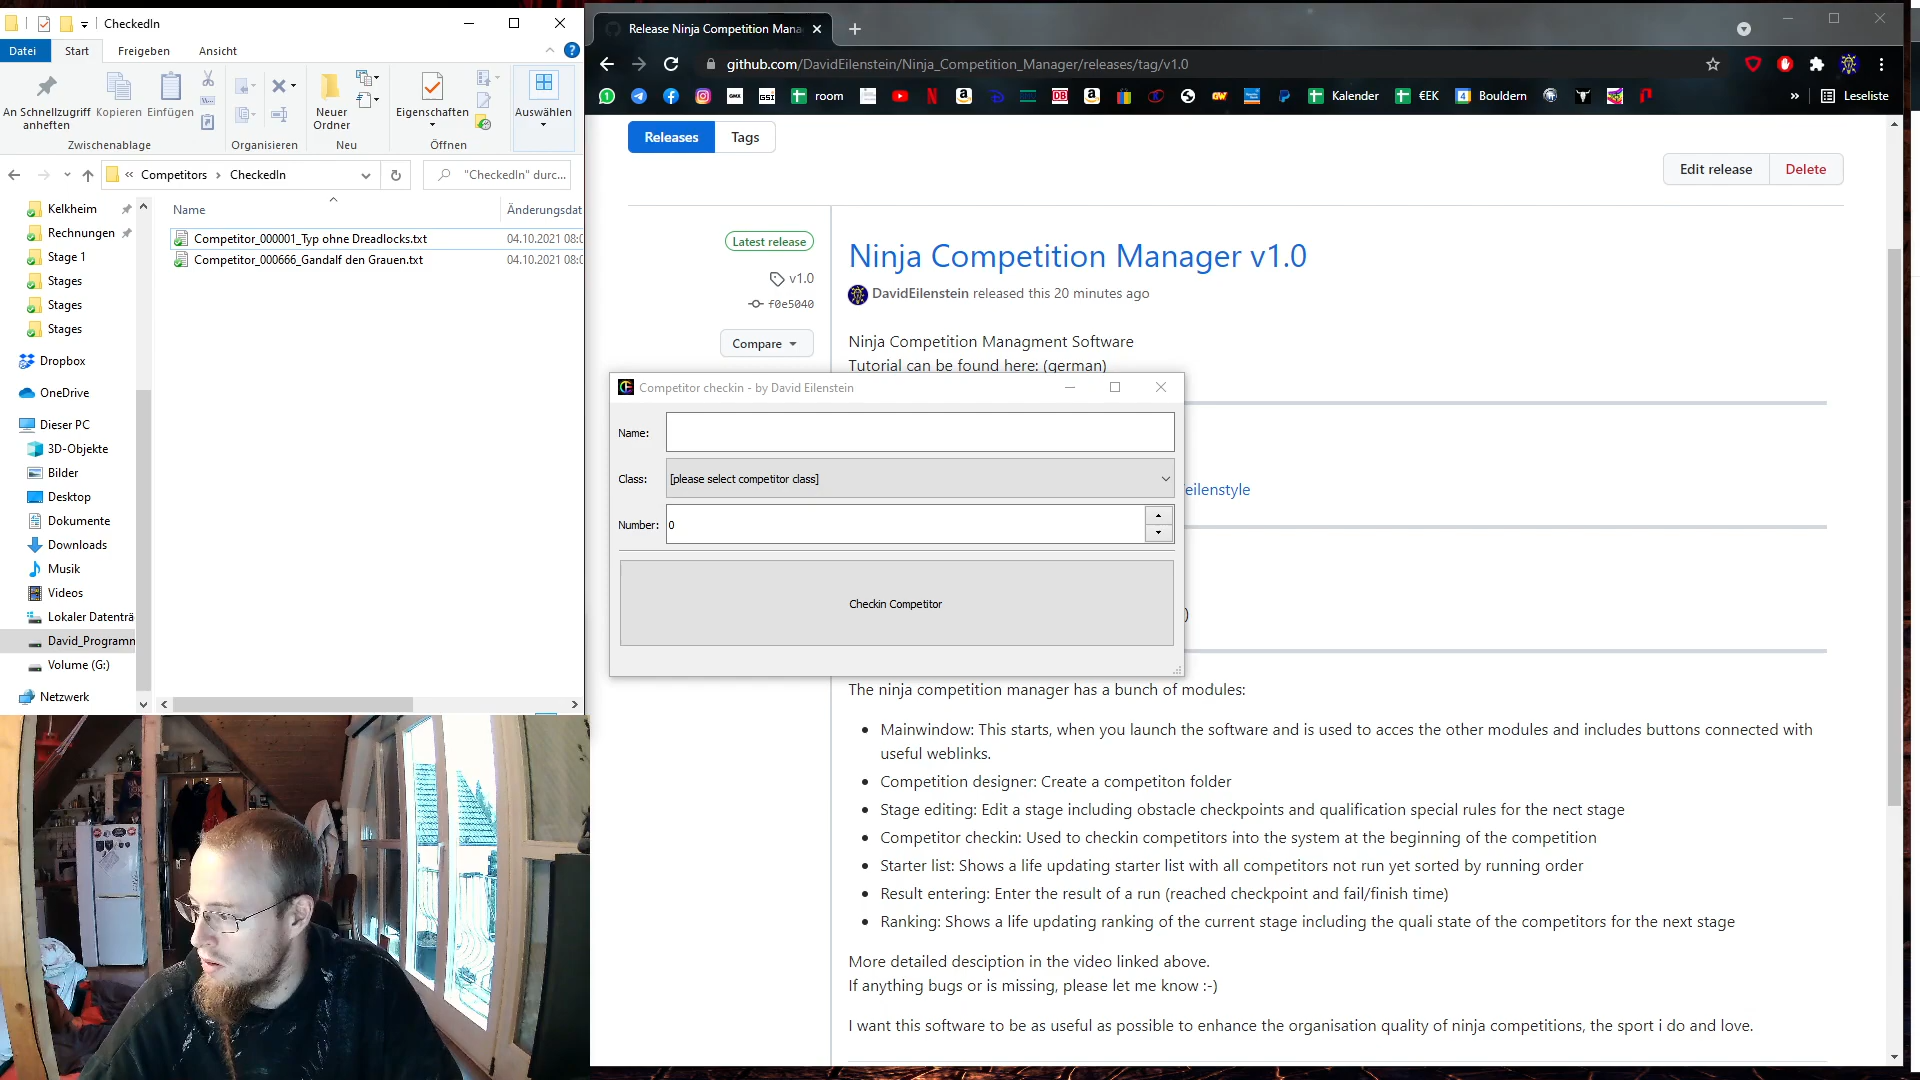 CheckedIn
Datei
Start
Freigeben
Ansicht
An Schnellzugriff
anheften
Kopieren
Einfügen
Neuer
Ordner
Eigenschaften
Auswählen
Zwischenablage
Organisieren
Neu
Öffnen
« Competitors › CheckedIn
"CheckedIn" durc...
Name
Änderungsdat
Competitor_000001_Typ ohne Dreadlocks.txt
04.10.2021 08:0
Competitor_000666_Gandalf den Grauen.txt
04.10.2021 08:0
Kelkheim
Rechnungen
Stage 1
Stages
Stages
Stages
Dropbox
OneDrive
Dieser PC
3D-Objekte
Bilder
Desktop
Dokumente
Downloads
Musik
Videos
Lokaler Datenträ
David_Programn
Volume (G:)
Netzwerk
Release Ninja Competition Mana
github.com/DavidEilenstein/Ninja_Competition_Manager/releases/tag/v1.0
GMX
GSI
room
DB
Kalender
€EK
4
Bouldern
»
Leseliste
Releases
Tags
Edit release
Delete
Latest release
v1.0
f0e5040
Compare
Ninja Competition Manager v1.0
DavidEilenstein released this 20 minutes ago
Ninja Competition Managment Software
Tutorial can be found here: (german)
eilenstyle
)
Competitor checkin - by David Eilenstein
Name:
Class:
[please select competitor class]
Number:
0
Checkin Competitor
The ninja competition manager has a bunch of modules:
• Mainwindow: This starts, when you launch the software and is used to acces the other modules and includes buttons connected with
useful weblinks.
• Competition designer: Create a competiton folder
• Stage editing: Edit a stage including obstacle checkpoints and qualification special rules for the nect stage
• Competitor checkin: Used to checkin competitors into the system at the beginning of the competition
• Starter list: Shows a life updating starter list with all competitors not run yet sorted by running order
• Result entering: Enter the result of a run (reached checkpoint and fail/finish time)
• Ranking: Shows a life updating ranking of the current stage including the quali state of the competitors for the next stage
More detailed desciption in the video linked above.
If anything bugs or is missing, please let me know :-)
I want this software to be as useful as possible to enhance the organisation quality of ninja competitions, the sport i do and love.